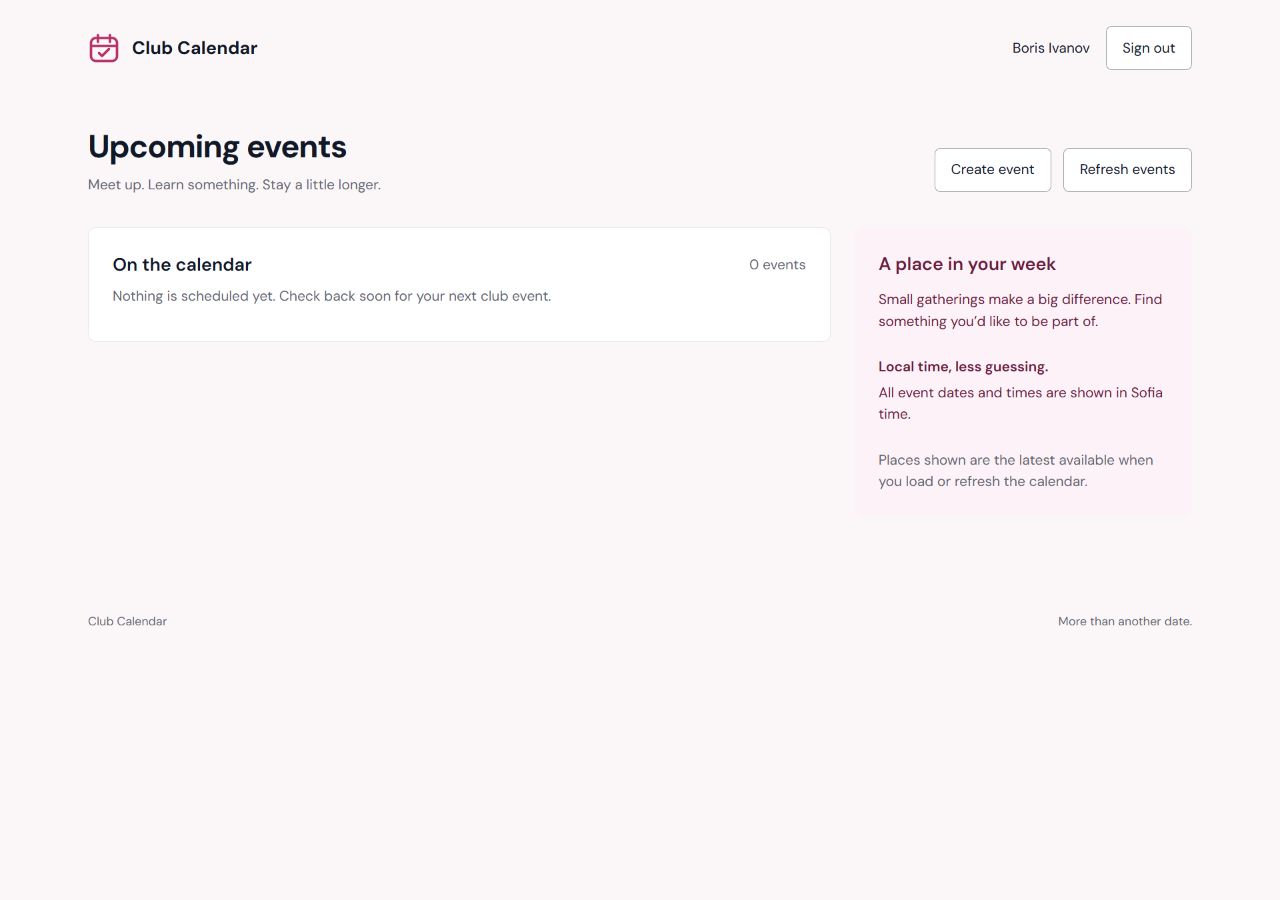 Club Calendar
Boris Ivanov
Sign out
Upcoming events
Meet up. Learn something. Stay a little longer.
Create event
Refresh events
On the calendar
0 events
Nothing is scheduled yet. Check back soon for your next club event.
A place in your week
Small gatherings make a big difference. Find
something you’d like to be part of.
Local time, less guessing.
All event dates and times are shown in Sofia
time.
Places shown are the latest available when
you load or refresh the calendar.
Club Calendar
More than another date.